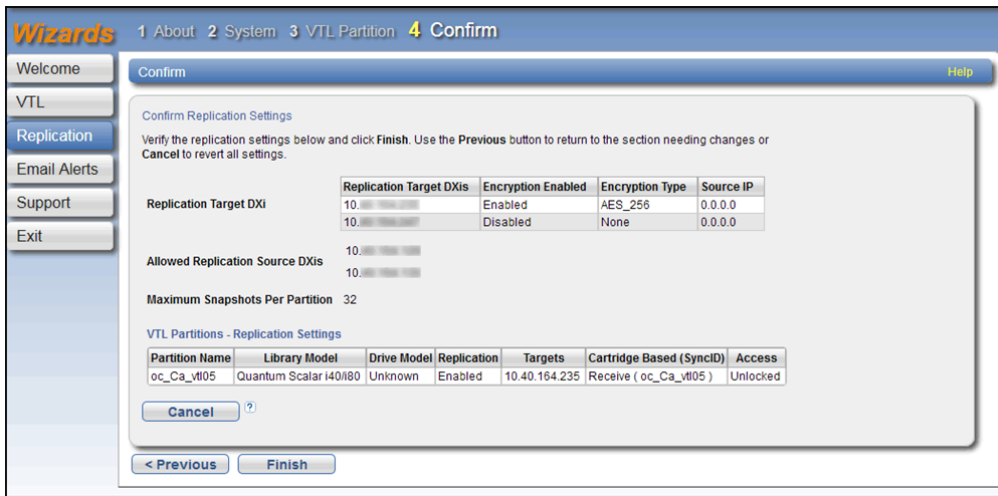 Wizards
1 About 2 System 3 VTL Partition 4 Confirm
Welcome
VTL
Replication
Email Alerts
Support
Exit
Confirm
Help
Confirm Replication Settings
Verify the replication settings below and click Finish. Use the Previous button to return to the section needing changes or
Cancel to revert all settings.
Replication Target DXi
Replication Target DXis Encryption Enabled Encryption Type Source IP
10. Enabled AES_256 0.0.0.0
10. Disabled None 0.0.0.0
Allowed Replication Source DXis
10.
10.
Maximum Snapshots Per Partition 32
VTL Partitions - Replication Settings
Partition Name Library Model Drive Model Replication Targets Cartridge Based (SyncID) Access
oc_Ca_vtl05 Quantum Scalar i40/i80 Unknown Enabled 10.40.164.235 Receive ( oc_Ca_vtl05 ) Unlocked
Cancel ?
< Previous Finish